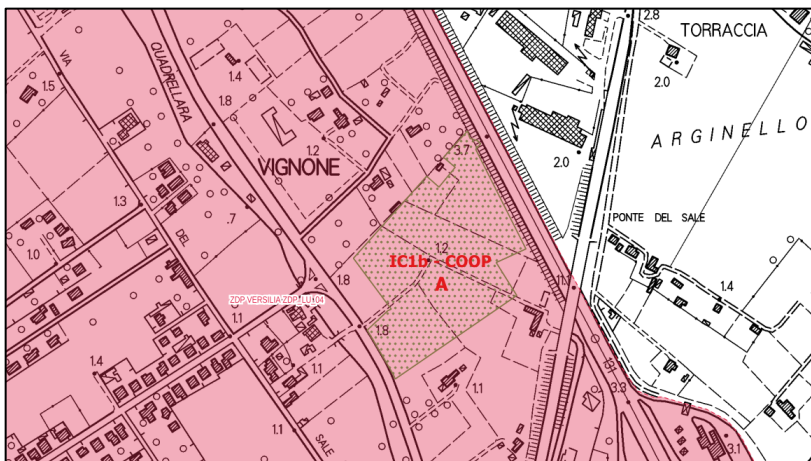 2.8
TORRACCIA
VIA
QUADRELLARA
1.4
2.0
1.5
1.8
ARGINELLO
VIGNONE
1.2
3.7
2.0
1.3
.7
PONTE DEL SALE
DEL
1.0
1.2
IC1b - COOP
A
1.8
ZDP VERSILIA ZDP_LU_04
1.4
1.1
1.8
1.4
1.1
3.3
1.1
1.1
SALE
3.1